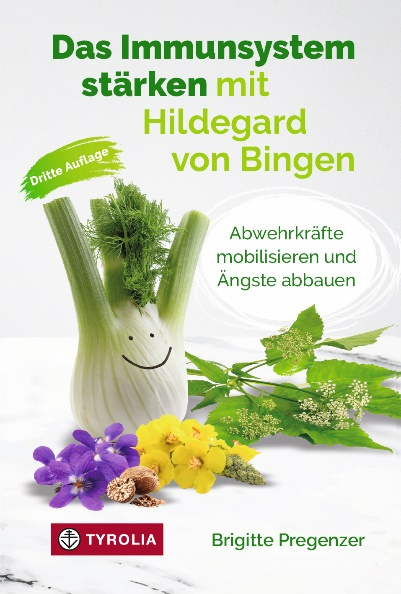 Das Immunsystem
stärken mit
Hildegard
von Bingen
Dritte Auflage
Abwehrkräfte
mobilisieren und
Ängste abbauen
TYROLIA
Brigitte Pregenzer